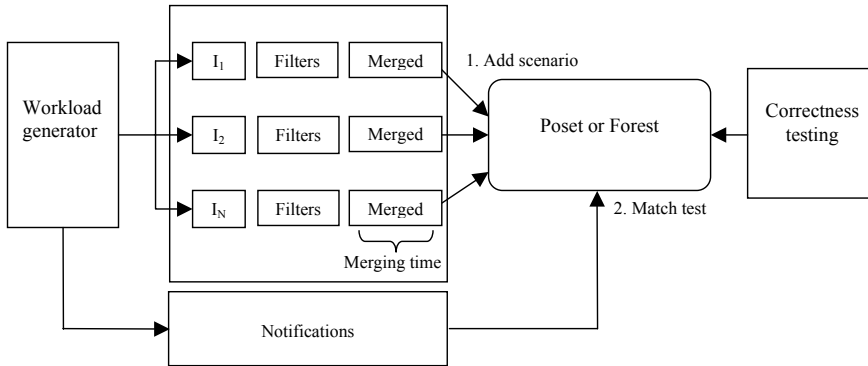 I1 Filters Merged
1. Add scenario
Workload
generator
I2 Filters Merged
Poset or Forest
Correctness
testing
IN Filters Merged
2. Match test
Merging time
Notifications